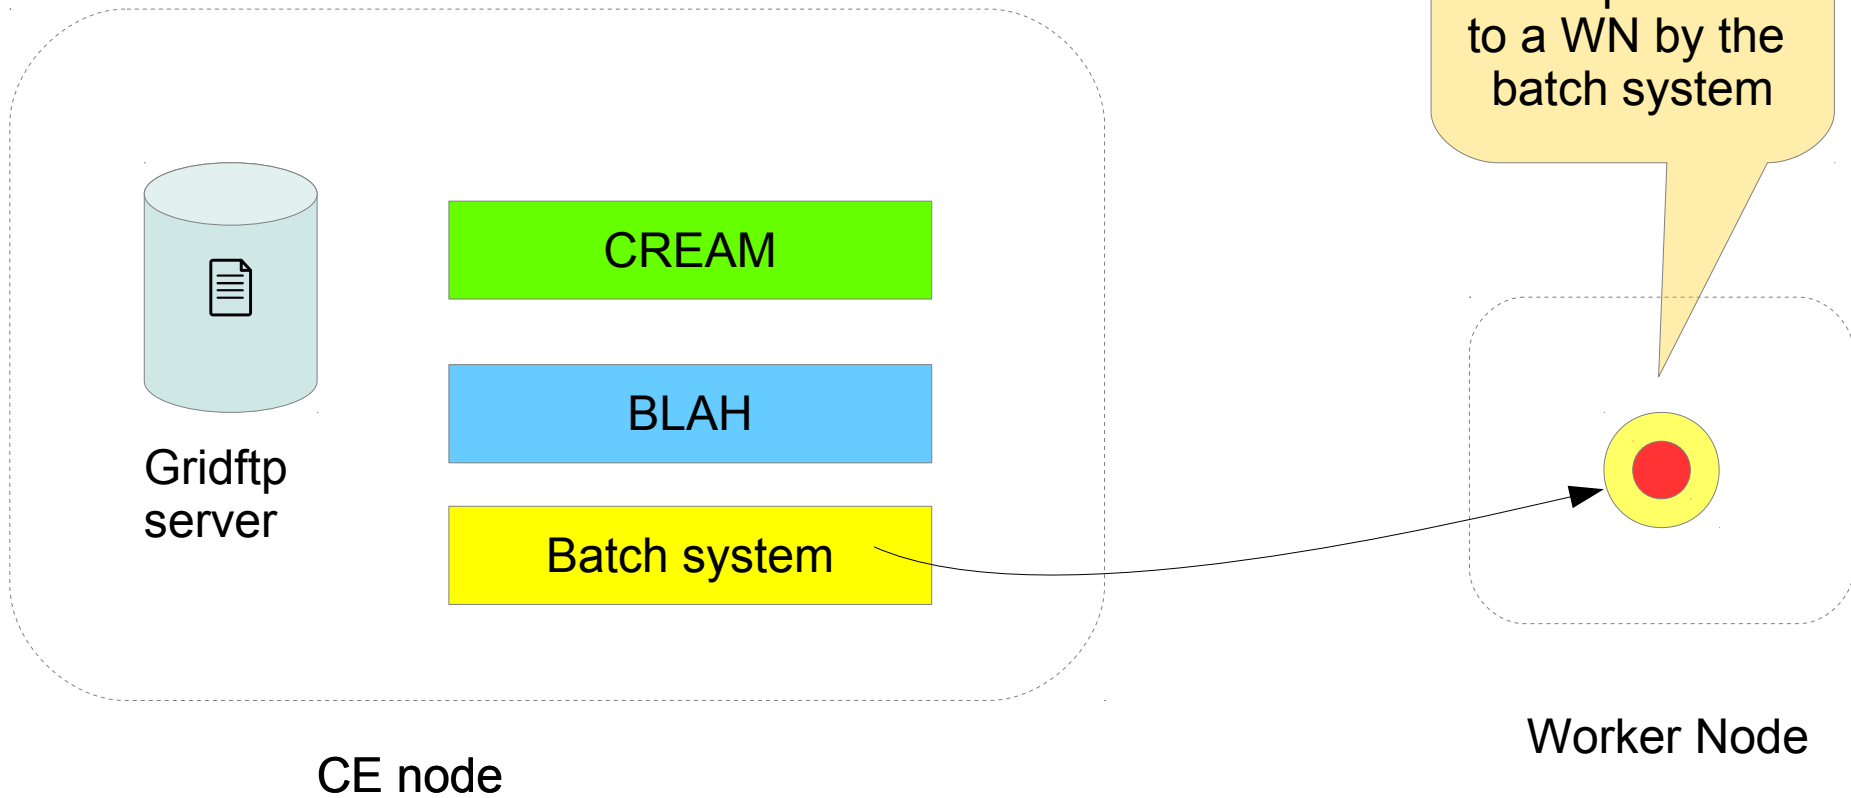 to a WN by the
batch system
CREAM
BLAH
Gridftp
server
Batch system
Worker Node
CE node